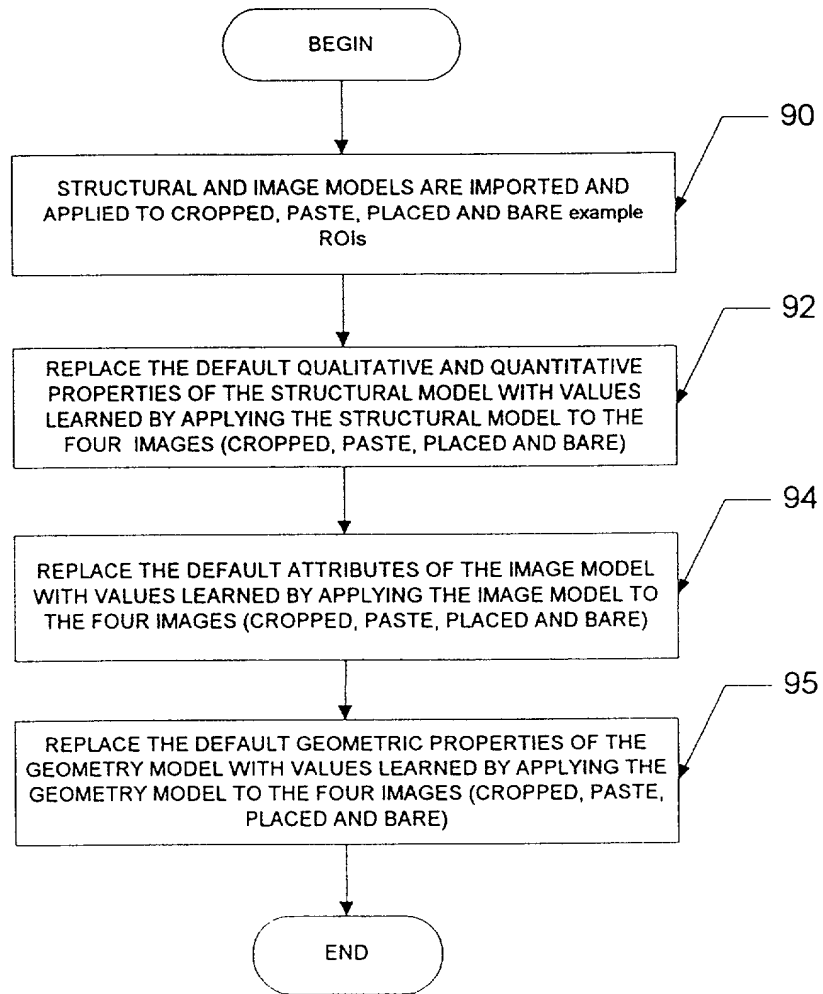 BEGIN
90
STRUCTURAL AND IMAGE MODELS ARE IMPORTED AND
APPLIED TO CROPPED, PASTE, PLACED AND BARE example
ROIs
92
REPLACE THE DEFAULT QUALITATIVE AND QUANTITATIVE
PROPERTIES OF THE STRUCTURAL MODEL WITH VALUES
LEARNED BY APPLYING THE STRUCTURAL MODEL TO THE
FOUR IMAGES (CROPPED, PASTE, PLACED AND BARE)
94
REPLACE THE DEFAULT ATTRIBUTES OF THE IMAGE MODEL
WITH VALUES LEARNED BY APPLYING THE IMAGE MODEL TO
THE FOUR IMAGES (CROPPED, PASTE, PLACED AND BARE)
95
REPLACE THE DEFAULT GEOMETRIC PROPERTIES OF THE
GEOMETRY MODEL WITH VALUES LEARNED BY APPLYING THE
GEOMETRY MODEL TO THE FOUR IMAGES (CROPPED, PASTE,
PLACED AND BARE)
END